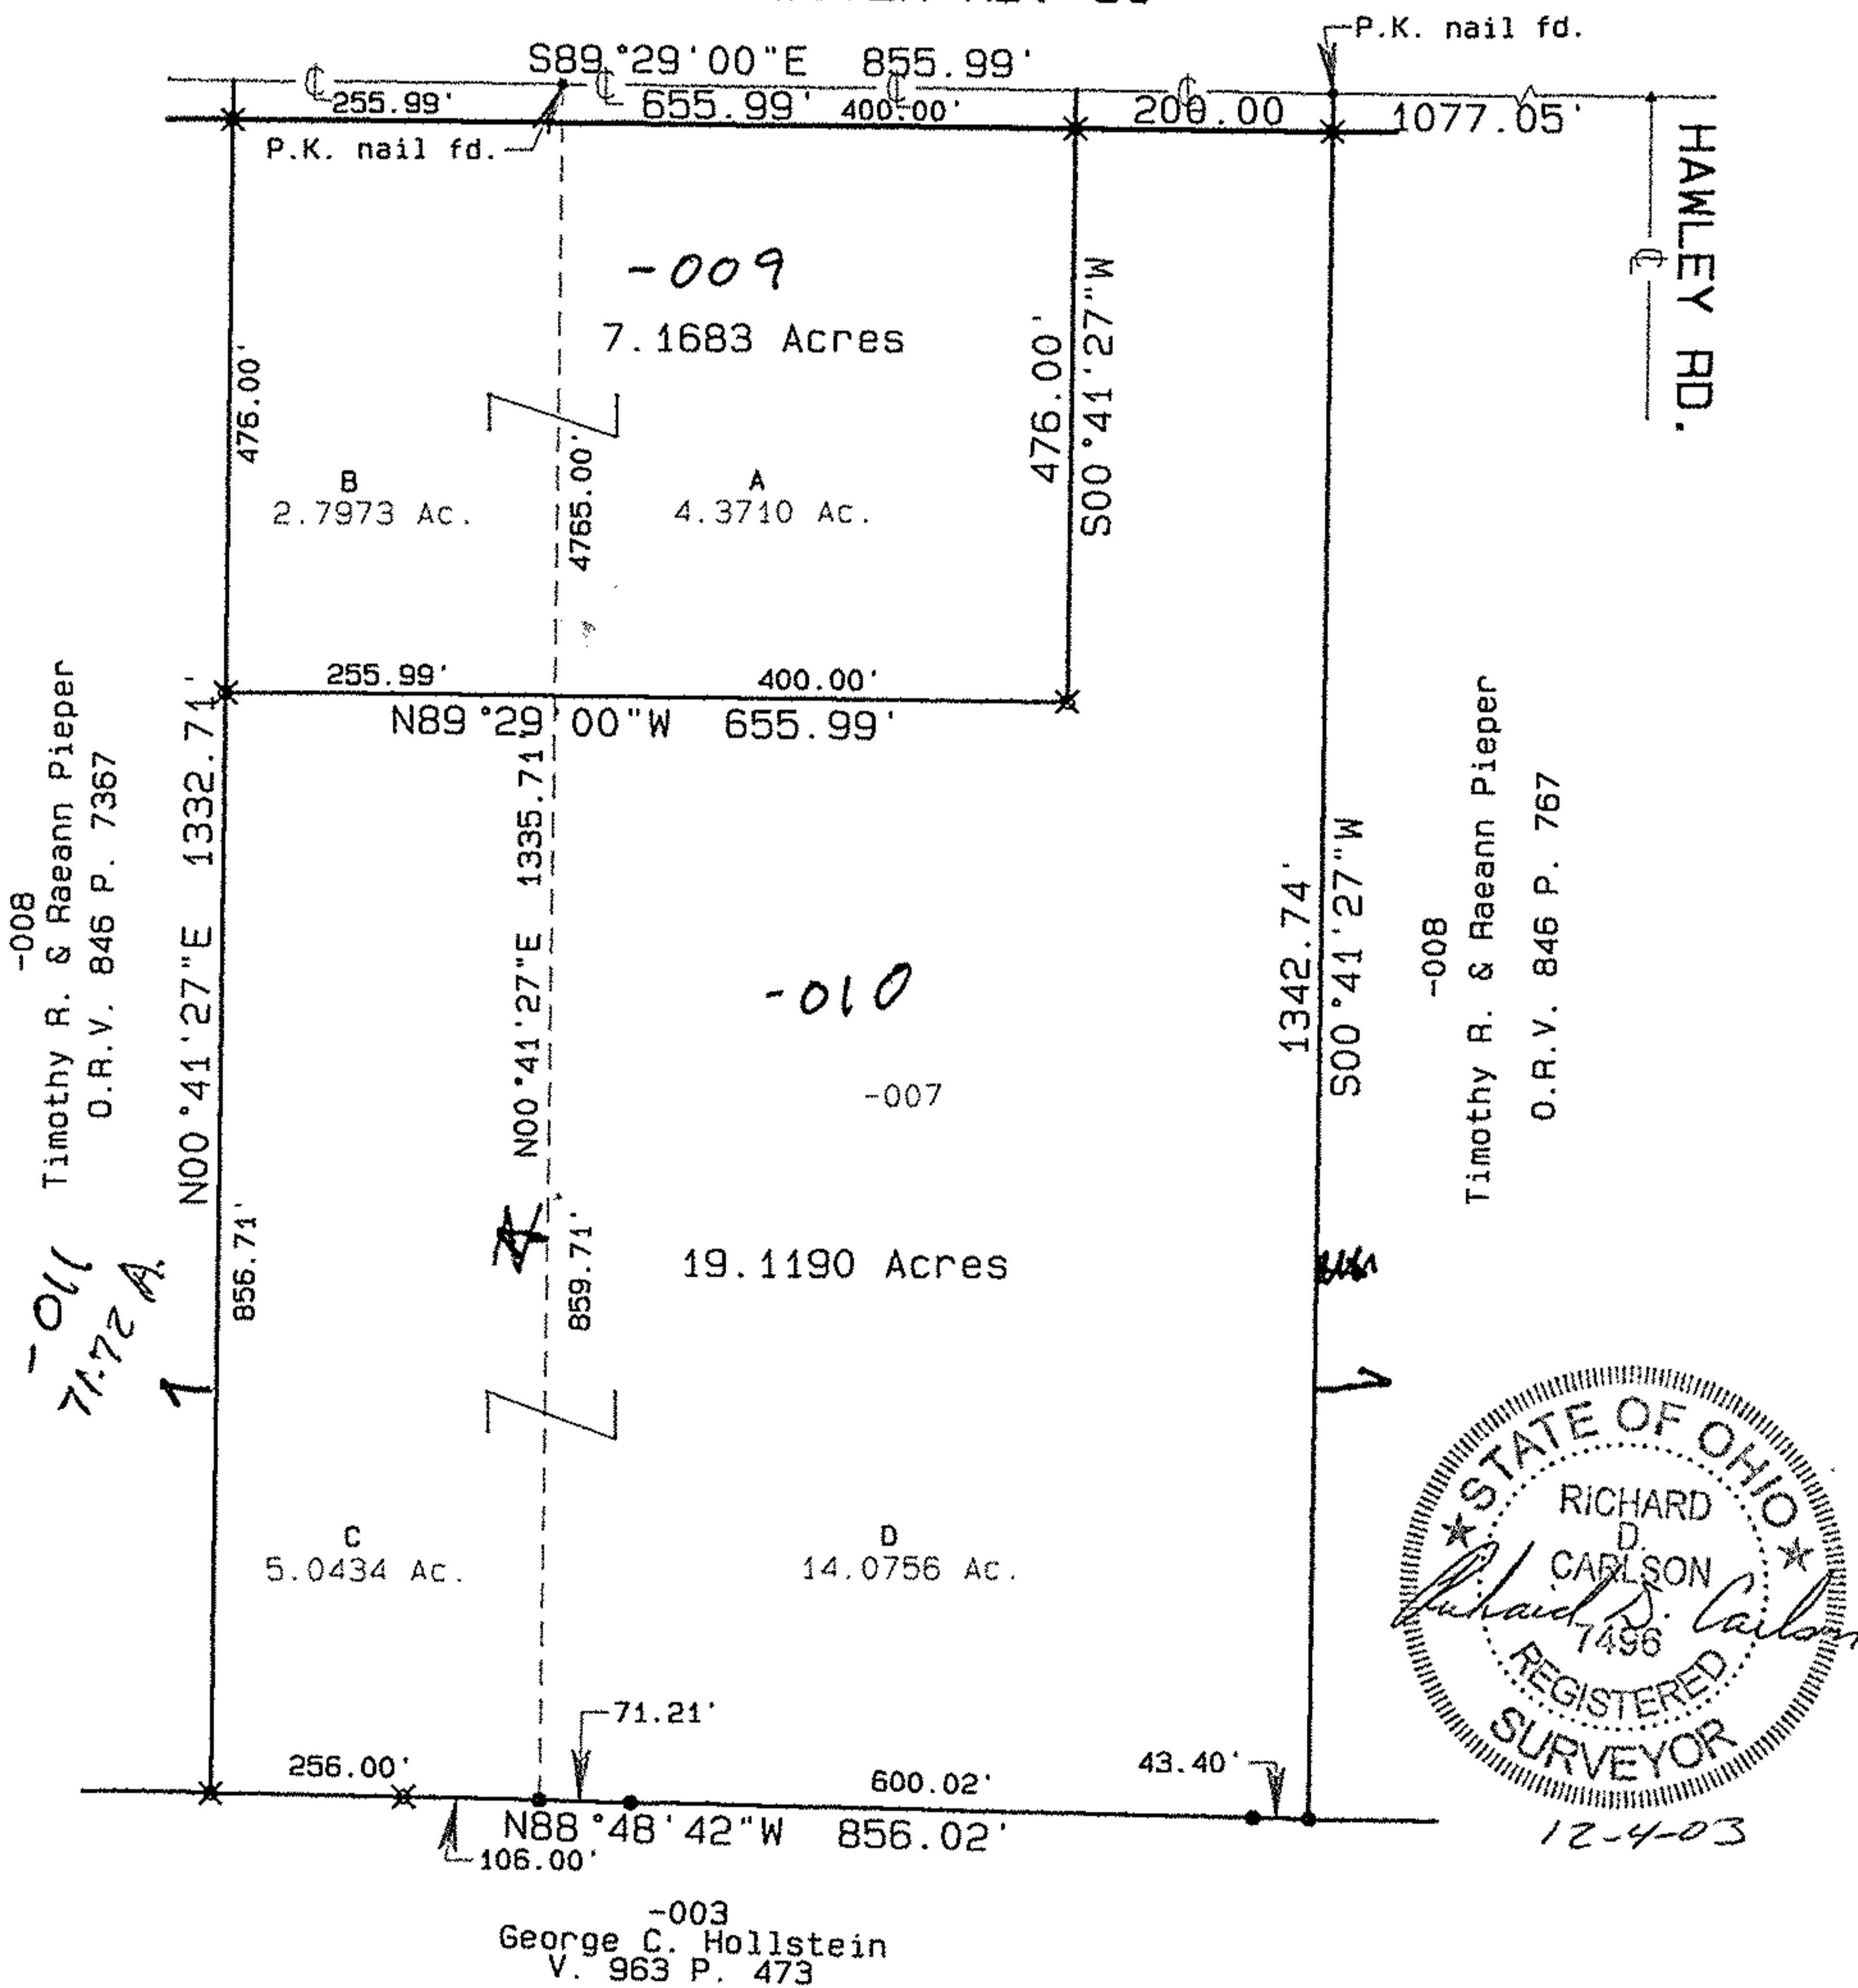 P.K. nail fd.
S89°29'00"E 855.99'
255.99' 655.99' 400.00' 200.00 1077.05'
P.K. nail fd.
HAWLEY RD.
-009
7.1683 Acres
476.00'
476.00'
S00°41'27"W
B
2.7973 Ac.
4765.00'
A
4.3710 Ac.
255.99' 400.00'
N89°29'00"W 655.99'
-008
Timothy R. & Raeann Pieper
O.R.V. 846 P. 7367
N00°41'27"E 1332.71'
N00°41'27"E 1335.71'
1342.74'
S00°41'27"W
-008
Timothy R. & Raeann Pieper
O.R.V. 846 P. 767
-010
-007
-011
71.72 A.
856.71'
859.71'
19.1190 Acres
C
5.0434 Ac.
D
14.0756 Ac.
STATE OF OHIO
RICHARD
D.
CARLSON
Richard D. Carlson
7496
REGISTERED
SURVEYOR
12-4-03
71.21'
256.00' 600.02' 43.40'
N88°48'42"W 856.02'
106.00'
-003
George C. Hollstein
V. 963 P. 473